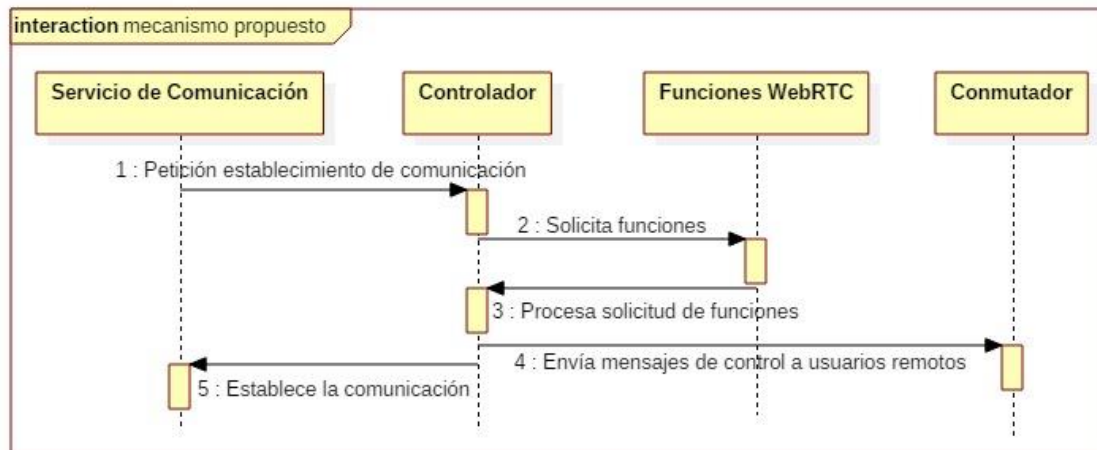 interaction mecanismo propuesto
Servicio de Comunicación
Controlador
Funciones WebRTC
Conmutador
1 : Petición establecimiento de comunicación
2 : Solicita funciones
3 : Procesa solicitud de funciones
4 : Envía mensajes de control a usuarios remotos
5 : Establece la comunicación